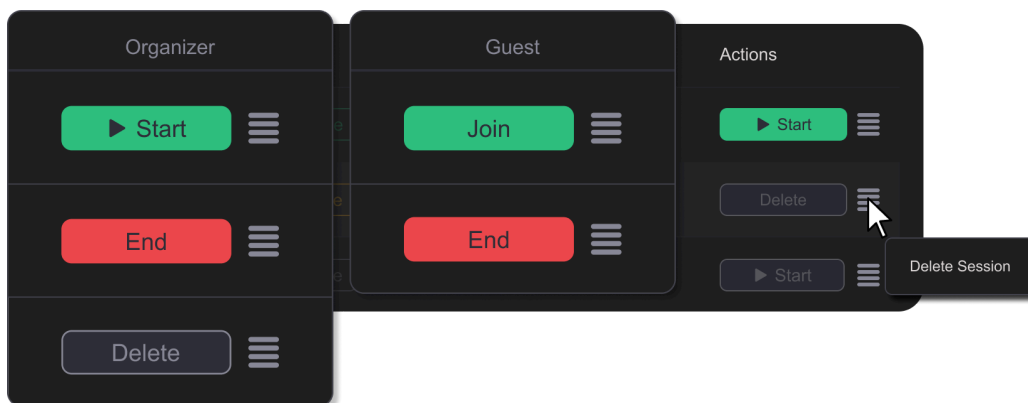 Organizer
Start
End
Delete
Guest
Join
End
Actions
Start
Delete
Start
Delete Session